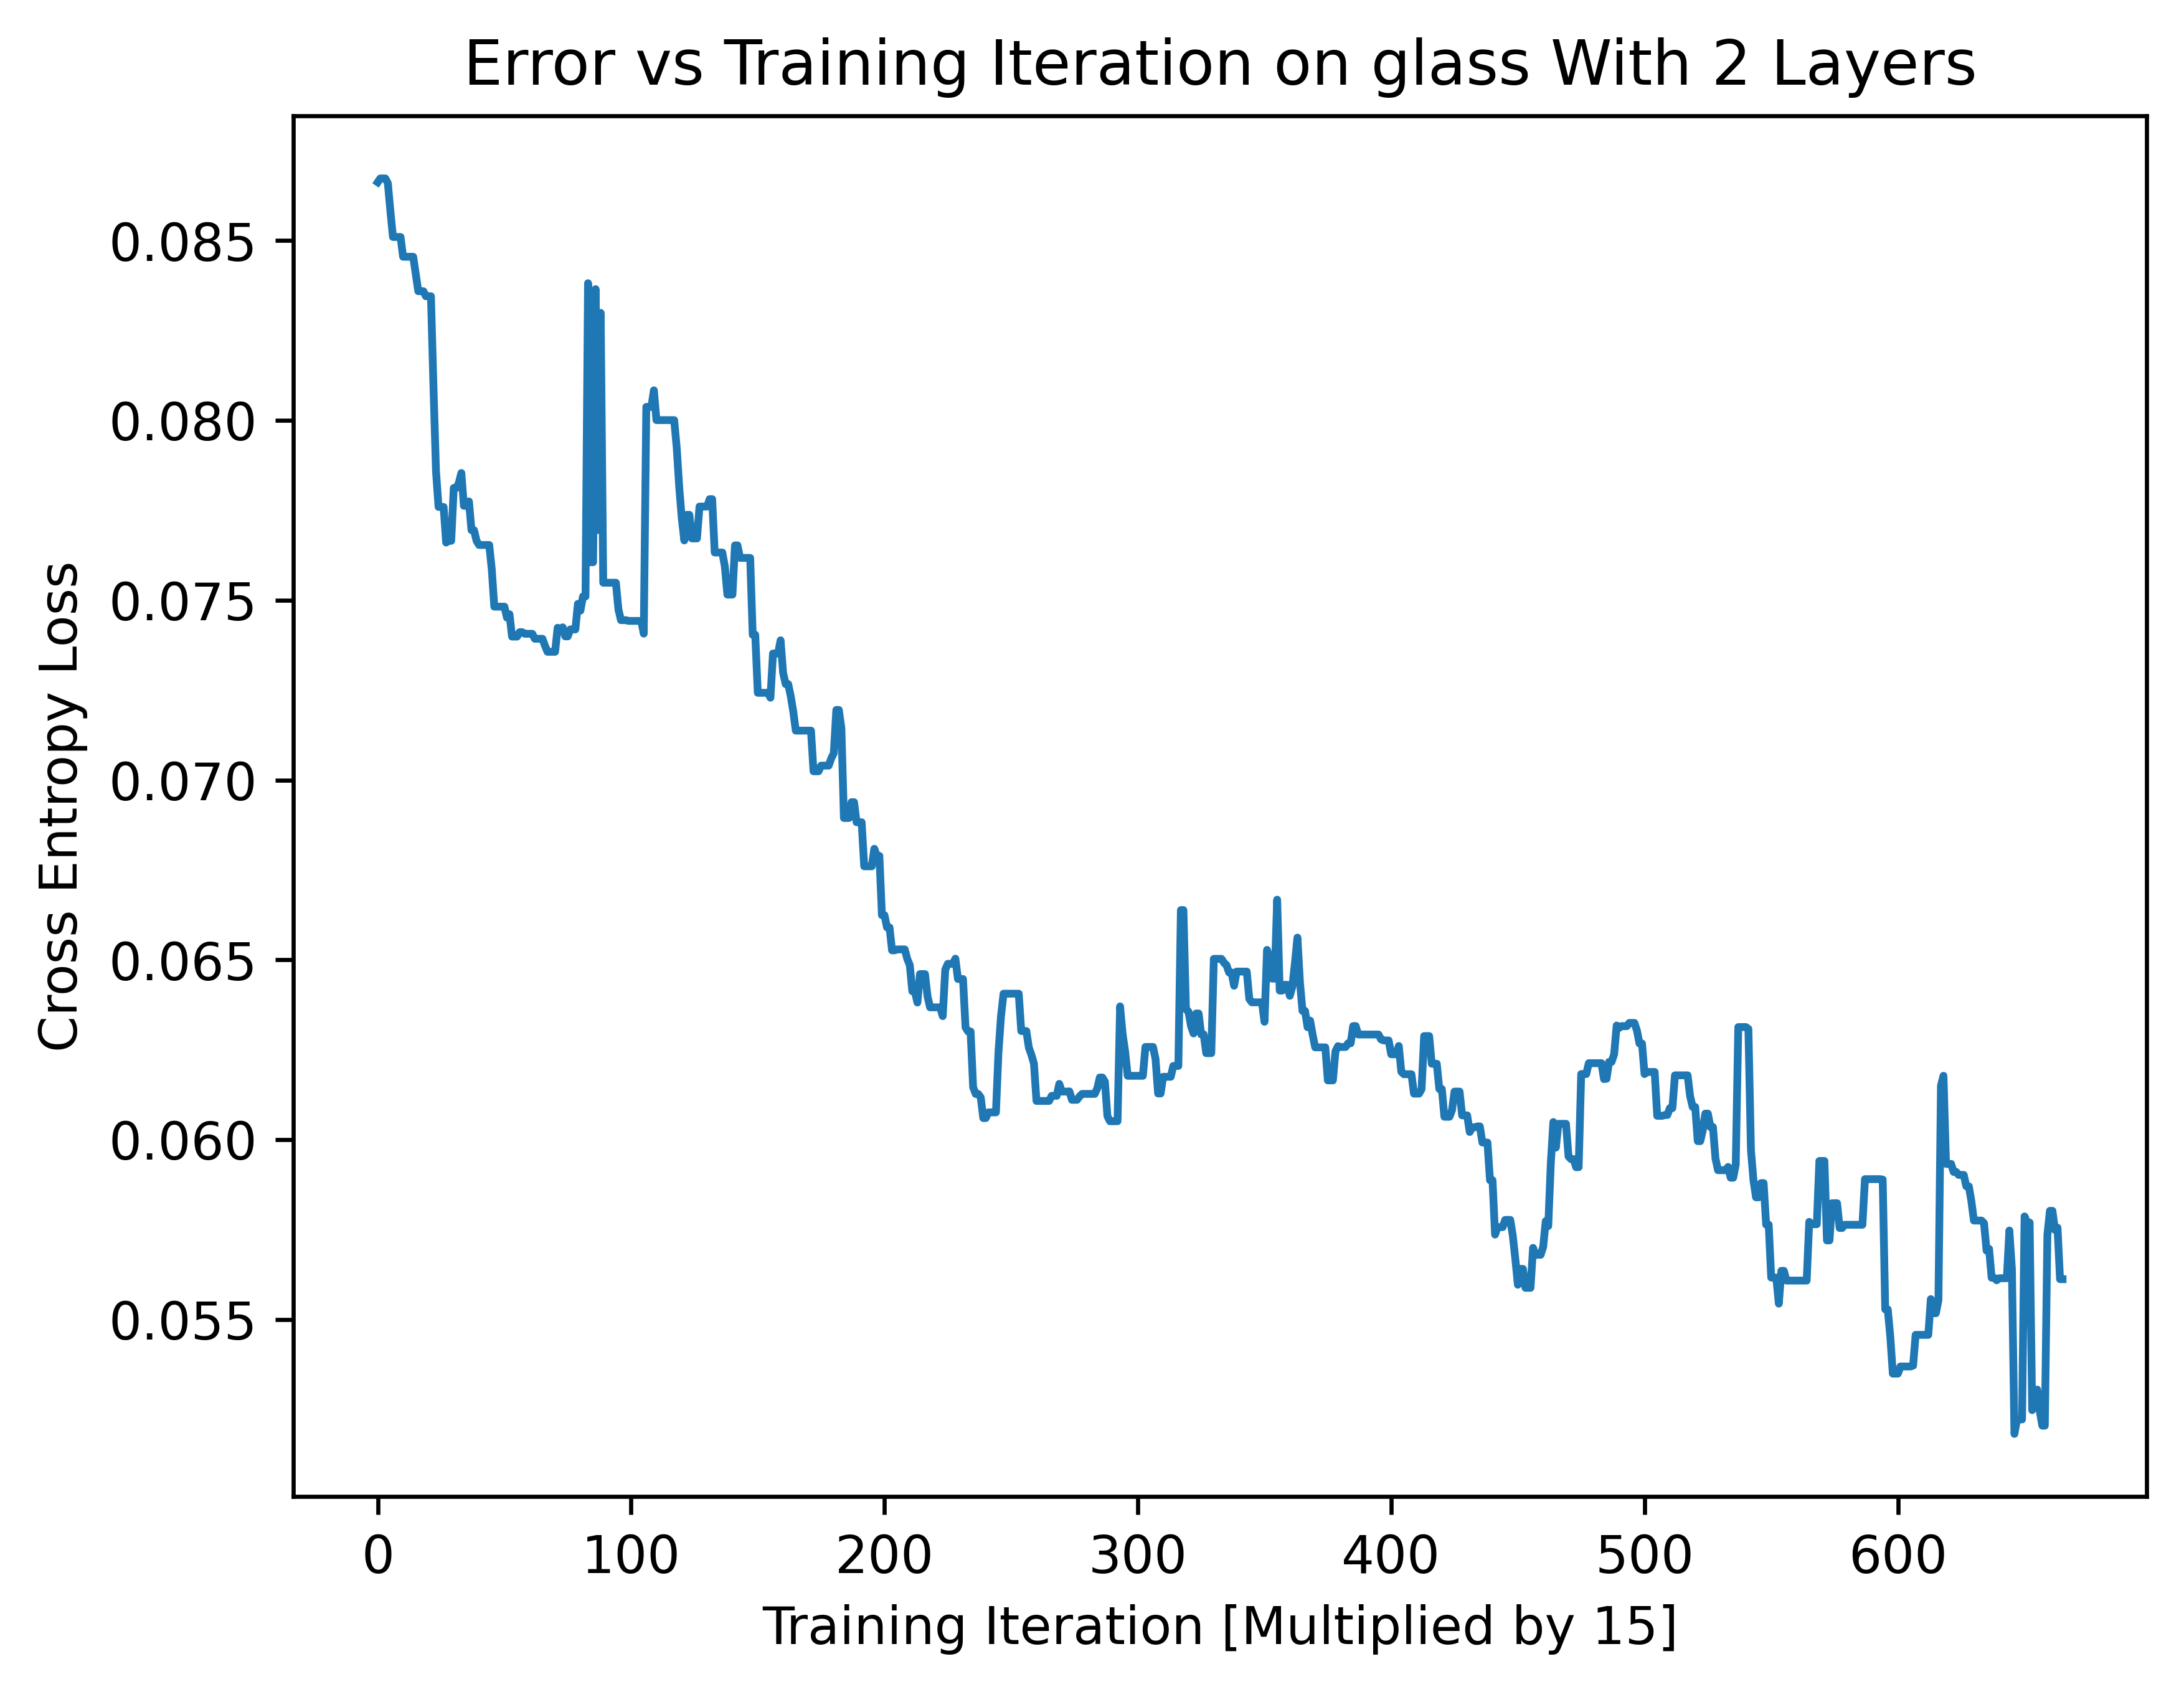 Error vs Training Iteration on glass With 2 Layers
Cross Entropy Loss
0.085
0.080
0.075
0.070
0.065
0.060
0.055
0 100 200 300 400 500 600
Training Iteration [Multiplied by 15]